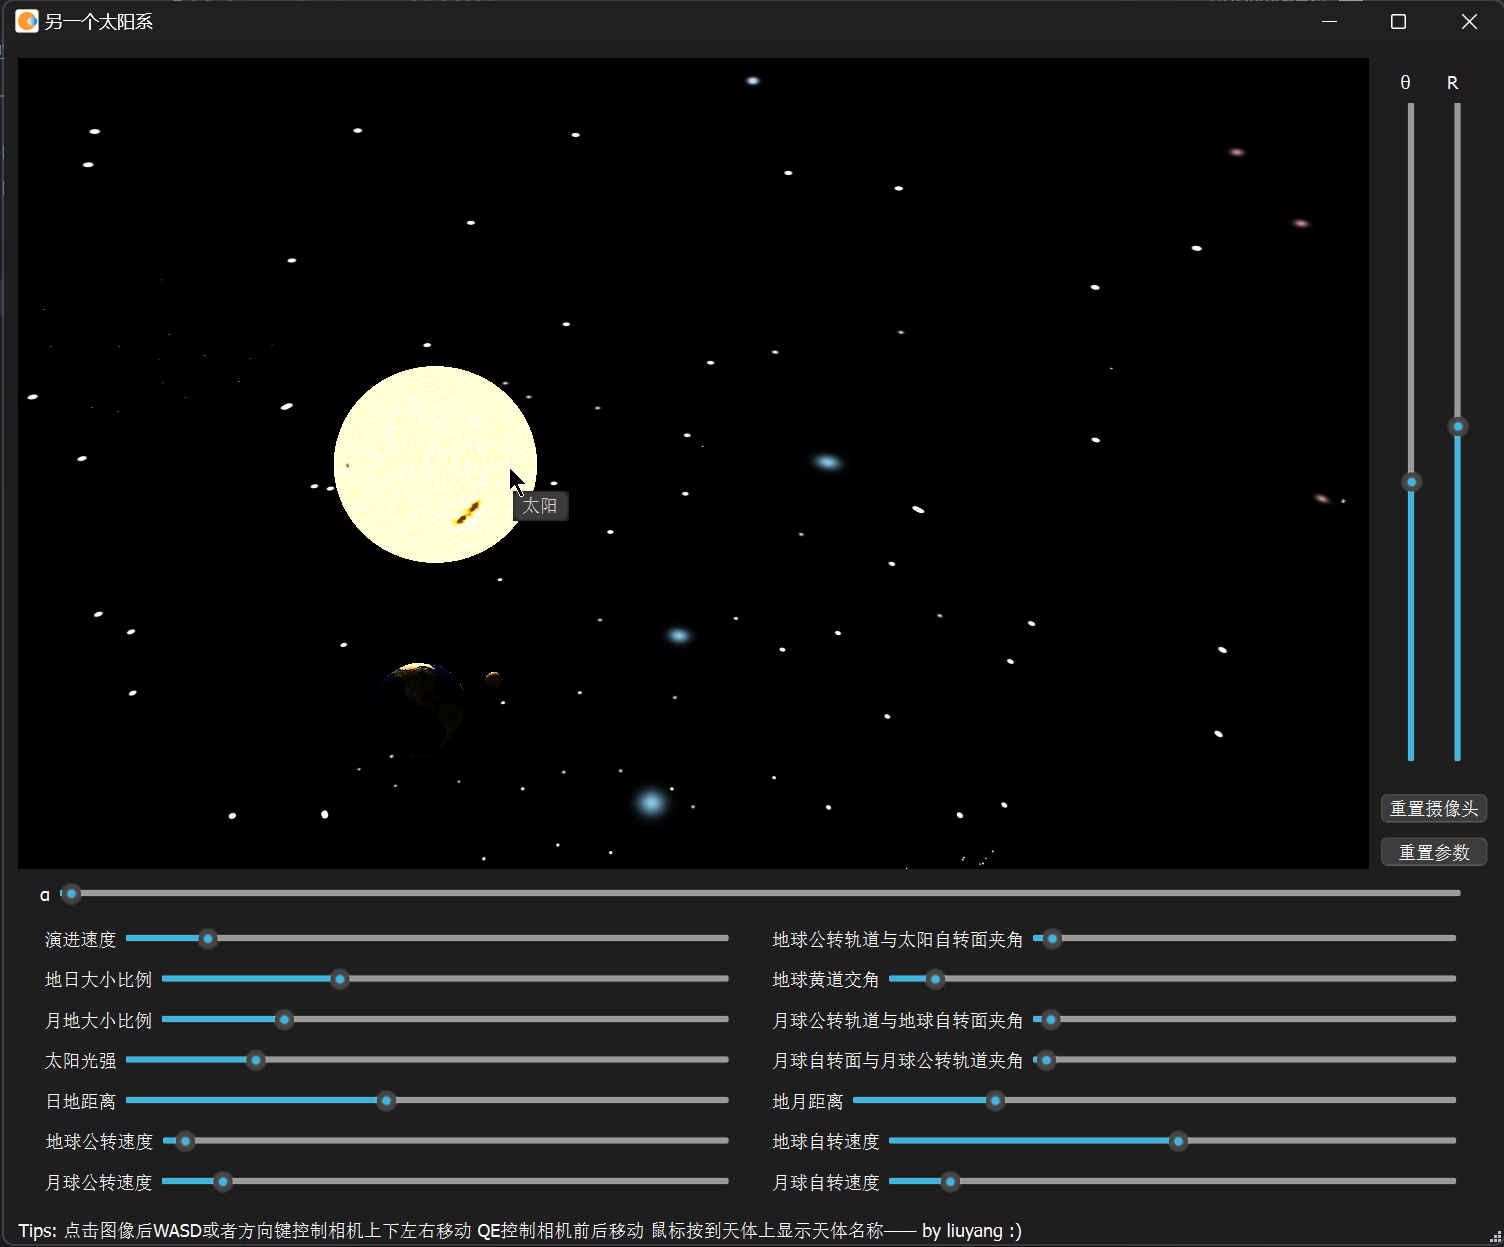 另一个太阳系
θ R
太阳
重置摄像头
重置参数
α
演进速度
地球公转轨道与太阳自转面夹角
地日大小比例
地球黄道交角
月地大小比例
月球公转轨道与地球自转面夹角
太阳光强
月球自转面与月球公转轨道夹角
日地距离
地月距离
地球公转速度
地球自转速度
月球公转速度
月球自转速度
Tips: 点击图像后WASD或者方向键控制相机上下左右移动 QE控制相机前后移动 鼠标按到天体上显示天体名称—— by liuyang :)